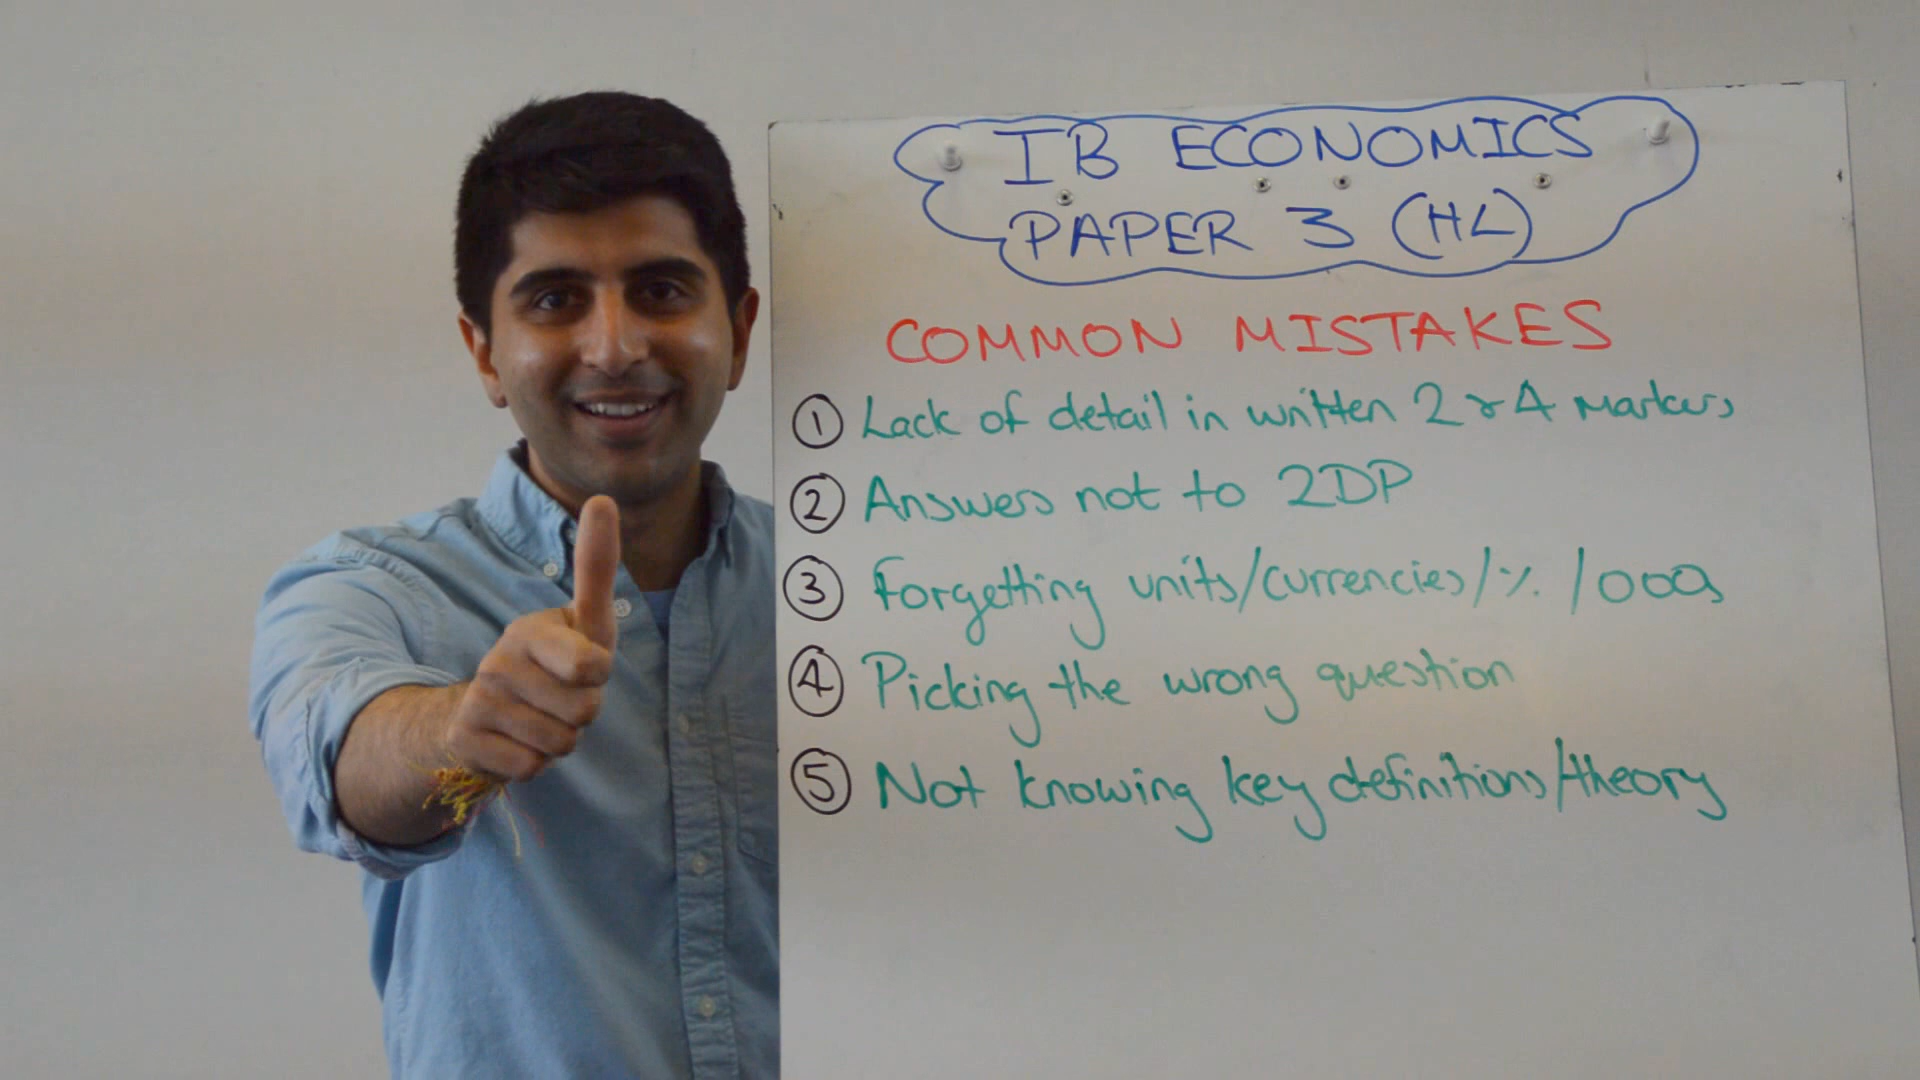 IB ECONOMICS
PAPER 3 (HL)
COMMON MISTAKES
① Lack of detail in written 2 & 4 markers
② Answers not to 2DP
③ Forgetting units/currencies/%/000s
④ Picking the wrong question
⑤ Not knowing key definitions/theory